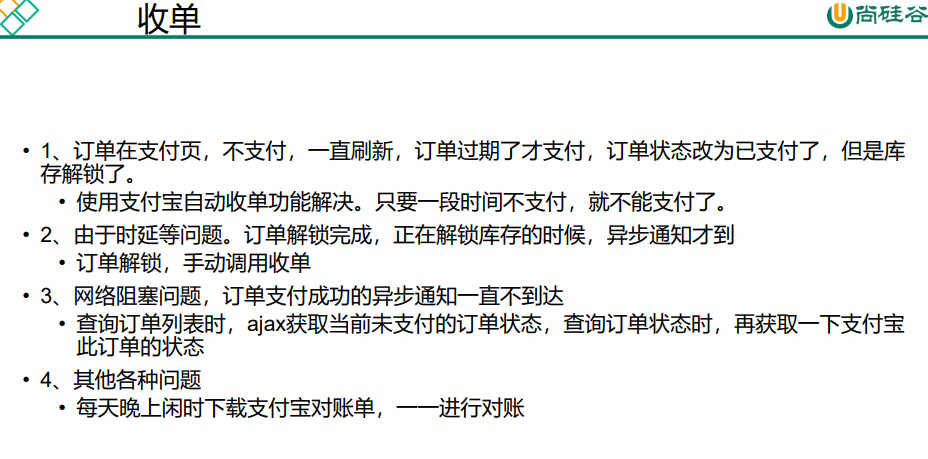 收单
尚硅谷
• 1、订单在支付页，不支付，一直刷新，订单过期了才支付，订单状态改为已支付了，但是库
存解锁了。
• 使用支付宝自动收单功能解决。只要一段时间不支付，就不能支付了。
• 2、由于时延等问题。订单解锁完成，正在解锁库存的时候，异步通知才到
• 订单解锁，手动调用收单
• 3、网络阻塞问题，订单支付成功的异步通知一直不到达
• 查询订单列表时，ajax获取当前未支付的订单状态，查询订单状态时，再获取一下支付宝
此订单的状态
• 4、其他各种问题
• 每天晚上闲时下载支付宝对账单，一一进行对账